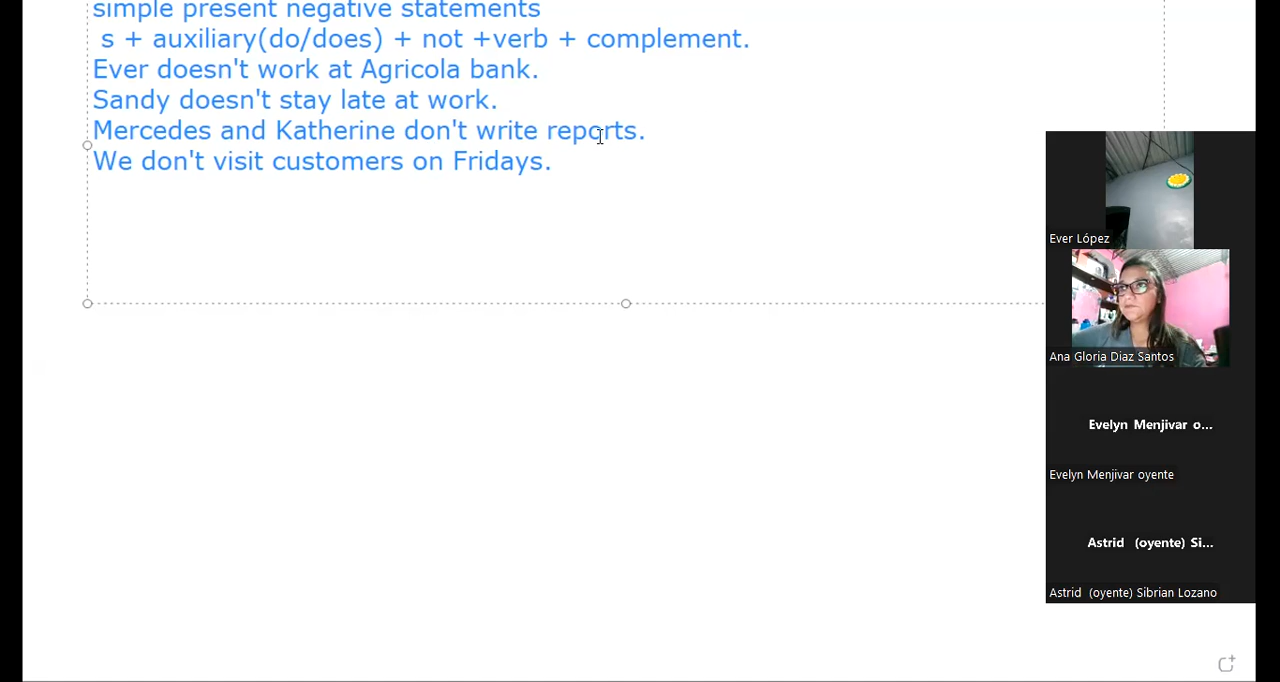 simple present negative statements
s + auxiliary(do/does) + not +verb + complement.
Ever doesn't work at Agricola bank.
Sandy doesn't stay late at work.
Mercedes and Katherine don't write reports.
We don't visit customers on Fridays.
Ever López
Ana Gloria Diaz Santos
Evelyn Menjivar o...
Evelyn Menjivar oyente
Astrid (oyente) Si...
Astrid (oyente) Sibrian Lozano